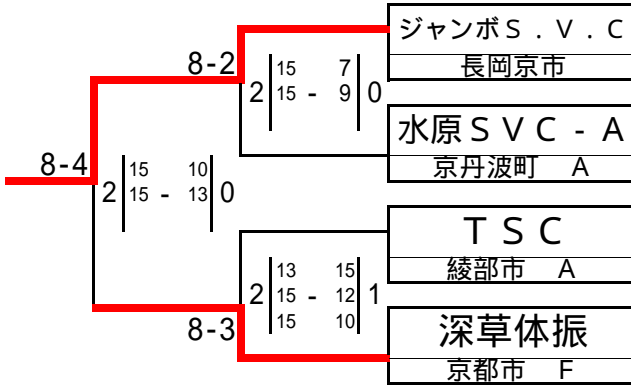 ジャンボS．V．C
長岡京市
8-2
2 15 7 0
15 - 9
水原SVC-A
京丹波町 A
8-4
2 15 10 0
15 - 13
TSC
綾部市 A
13 15
2 15 - 12 1
15 10
8-3
深草体振
京都市 F